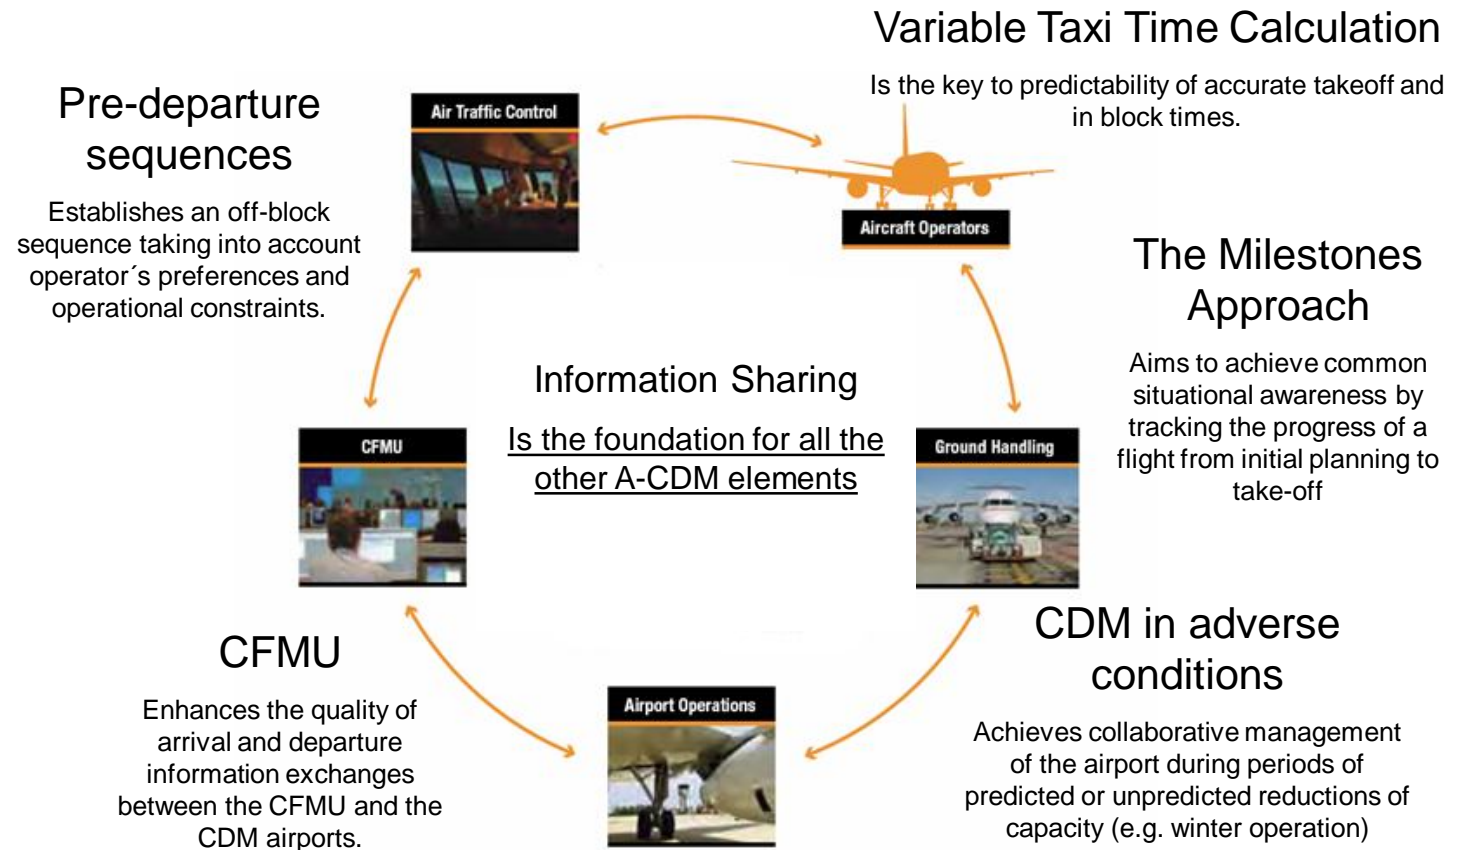 Variable Taxi Time Calculation
Is the key to predictability of accurate takeoff and
in block times.
Pre-departure
sequences
Establishes an off-block
sequence taking into account
operator´s preferences and
operational constraints.
Air Traffic Control
Aircraft Operators
The Milestones
Approach
Aims to achieve common
situational awareness by
tracking the progress of a
flight from initial planning to
take-off
Information Sharing
Is the foundation for all the
other A-CDM elements
CFMU
Ground Handling
CFMU
Enhances the quality of
arrival and departure
information exchanges
between the CFMU and the
CDM airports.
Airport Operations
CDM in adverse
conditions
Achieves collaborative management
of the airport during periods of
predicted or unpredicted reductions of
capacity (e.g. winter operation)